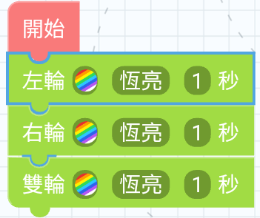 開始
左輪 恆亮 1 秒
右輪 恆亮 1 秒
雙輪 恆亮 1 秒